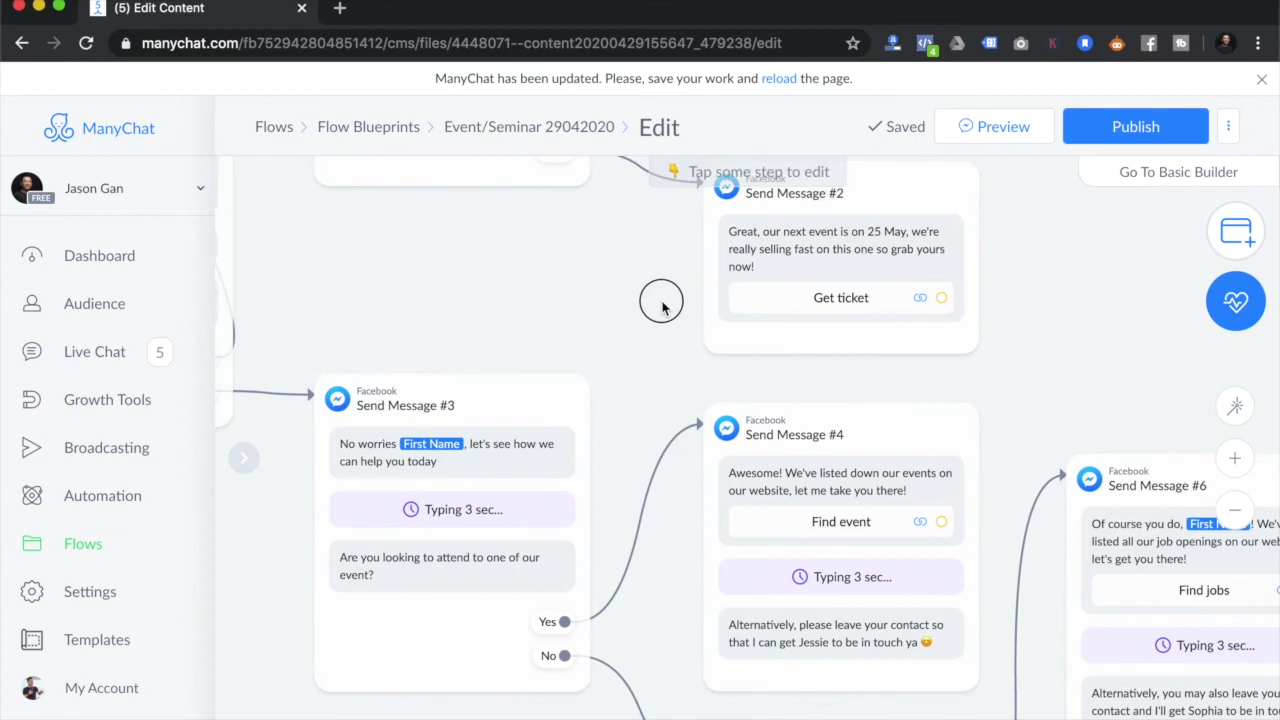 (5) Edit Content
manychat.com/fb752942804851412/cms/files/4448071--content20200429155647_479238/edit
4
ManyChat has been updated. Please, save your work and reload the page.
ManyChat
Flows
Flow Blueprints
Event/Seminar 29042020
Edit
Saved
Preview
Publish
Jason Gan
FREE
Dashboard
Audience
Live Chat
5
Growth Tools
Broadcasting
Automation
Flows
Settings
Templates
My Account
Tap some step to edit
Go To Basic Builder
Facebook
Send Message #2
Great, our next event is on 25 May, we're
really selling fast on this one so grab yours
now!
Get ticket
Facebook
Send Message #3
No worries First Name, let's see how we
can help you today
Typing 3 sec...
Are you looking to attend to one of our
event?
Yes
No
Facebook
Send Message #4
Awesome! We've listed down our events on
our website, let me take you there!
Find event
Typing 3 sec...
Alternatively, please leave your contact so
that I can get Jessie to be in touch ya 😊
Facebook
Send Message #6
Of course you do, First
listed all our job openings on our
let's get you there!
Find jobs
Typing 3 sec...
Alternatively, you may also leave
contact and I'll get Sophia to be in